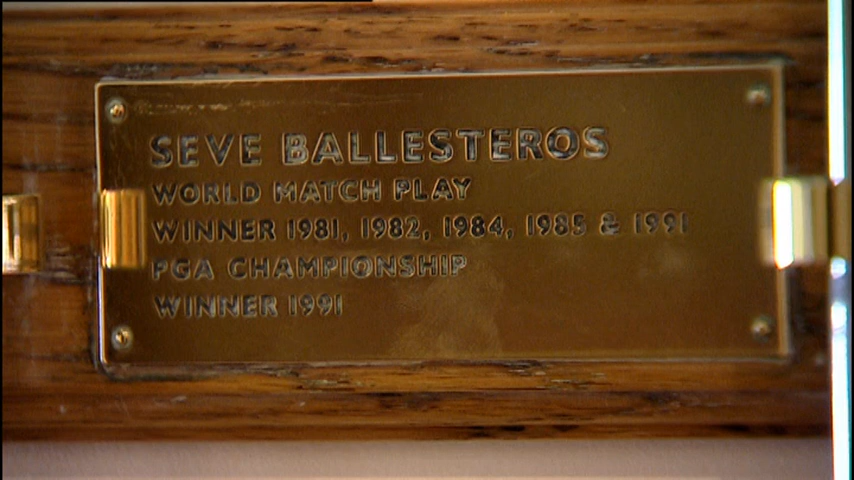 SEVE BALLESTEROS
WORLD MATCH PLAY
WINNER 1981, 1982, 1984, 1985 & 1991
PGA CHAMPIONSHIP
WINNER 1991